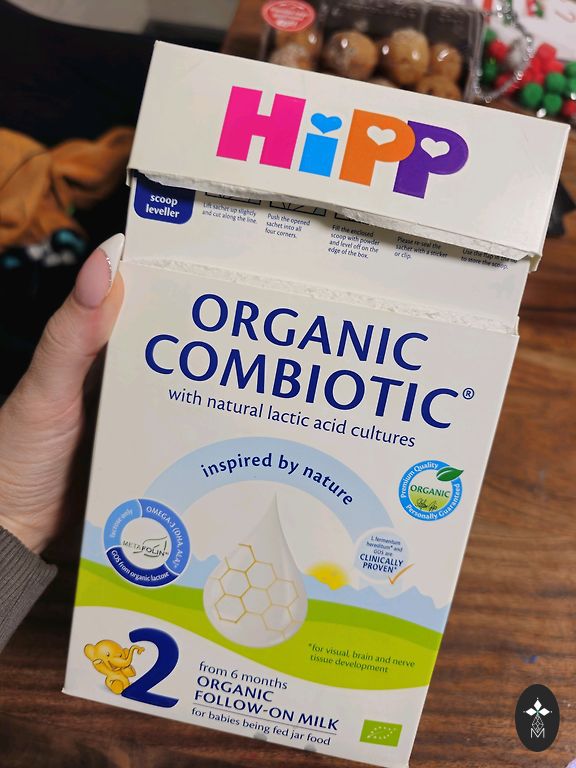 HiPP
scoop
leveller
Lift sachet up slightly
and cut along the line.
Push the opened
sachet into all
four corners.
Fill the enclosed
scoop with powder
and level off on the
edge of the box.
Please re-seal the
sachet with a sticker
or clip.
to store the scoop.
ORGANIC
COMBIOTIC®
with natural lactic acid cultures
inspired by nature
Premium Quality
ORGANIC
Personally Guaranteed
OMEGA-3 (DHA, ALA)*
METAFOLIN®
GOS from organic lactose
L. fermentum
hereditum® and
GOS are
CLINICALLY
PROVEN*
*for visual, brain and nerve
tissue development
2
from 6 months
ORGANIC
FOLLOW-ON MILK
for babies being fed jar food
M